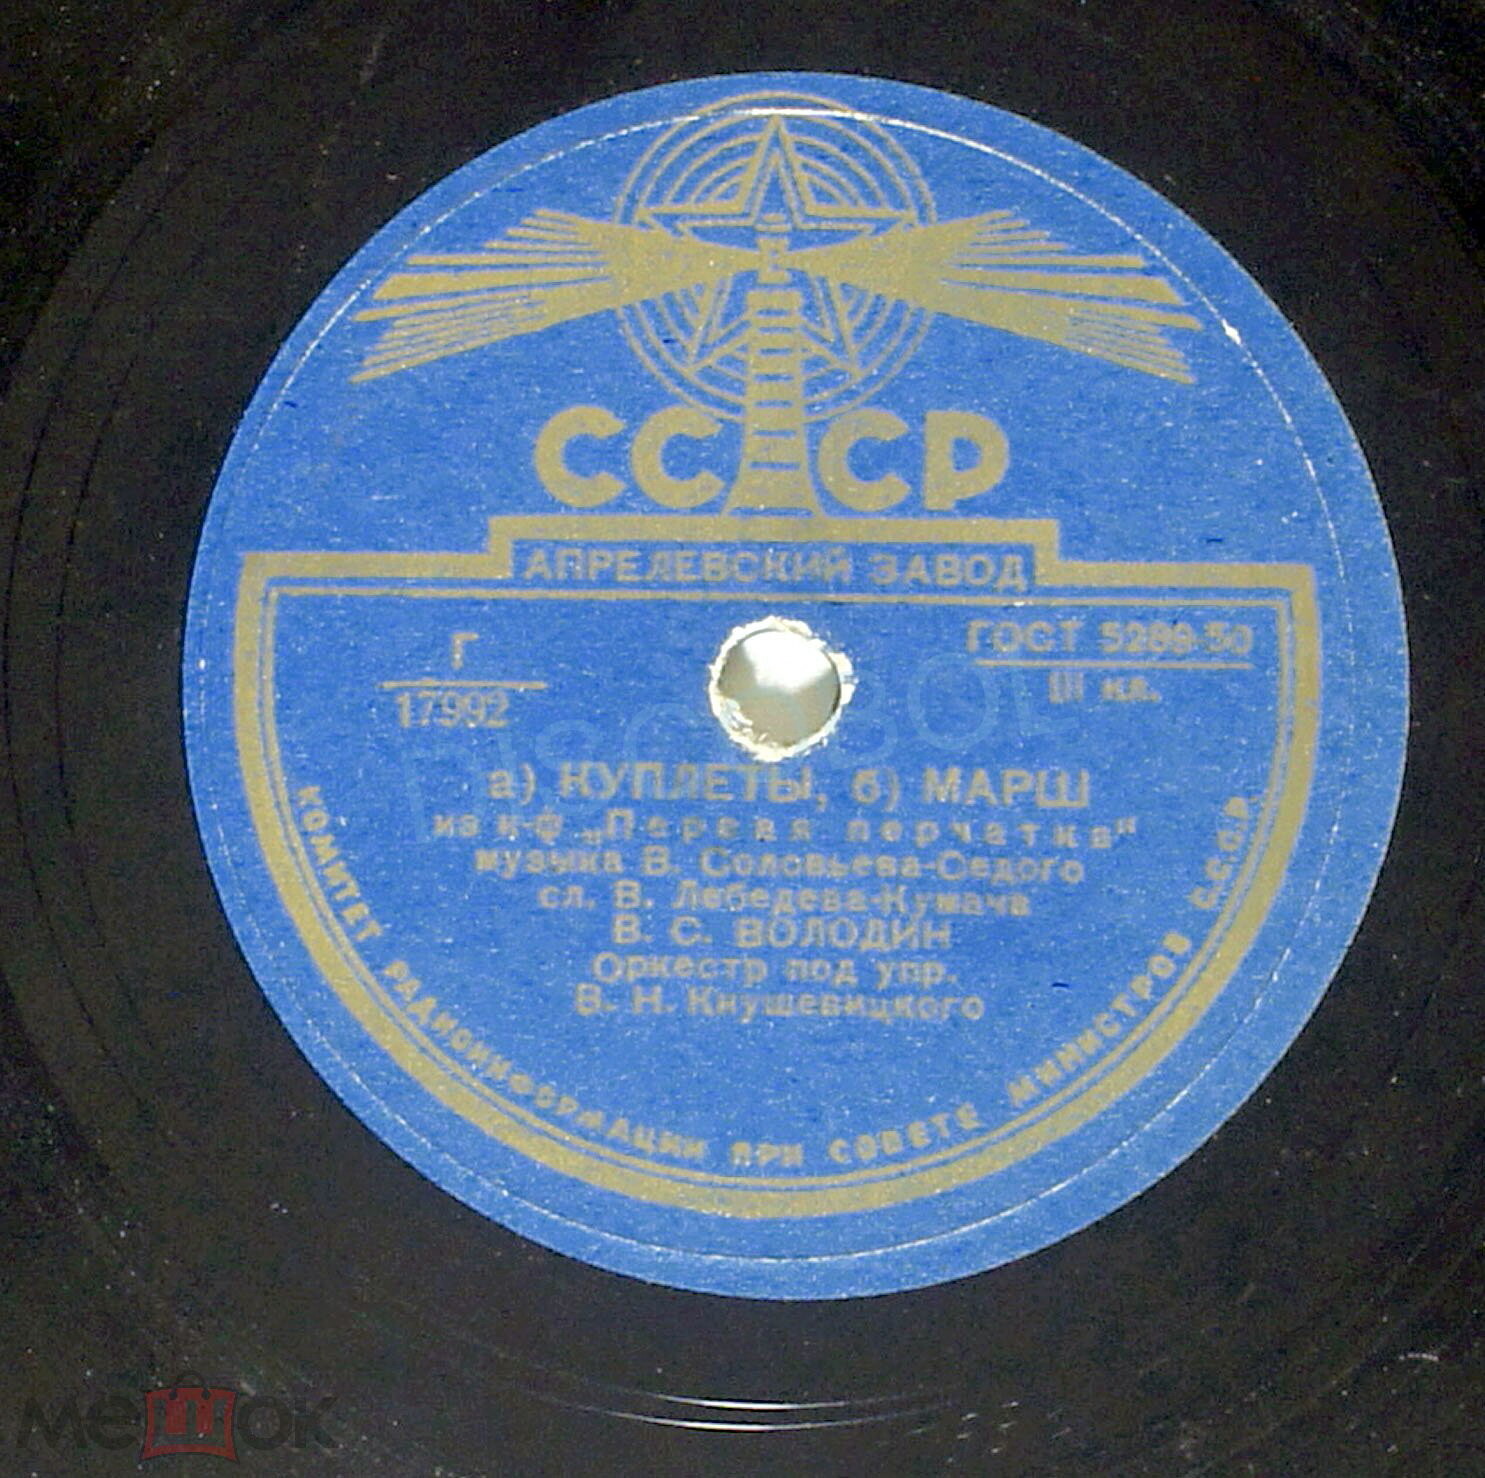 СССР
АПРЕЛЕВСКИЙ ЗАВОД
Г
17992
ГОСТ 5289-50
III кл.
а) КУПЛЕТЫ, б) МАРШ
из к-ф „Первая перчатка"
музыка В. Соловьева-Седого
сл. В. Лебедева-Кумача
В. С. ВОЛОДИН
Оркестр под упр.
В. Н. Кнушевицкого
КОМИТЕТ РАДИОИНФОРМАЦИИ ПРИ СОВЕТЕ МИНИСТРОВ С.С.С.Р.
мешок